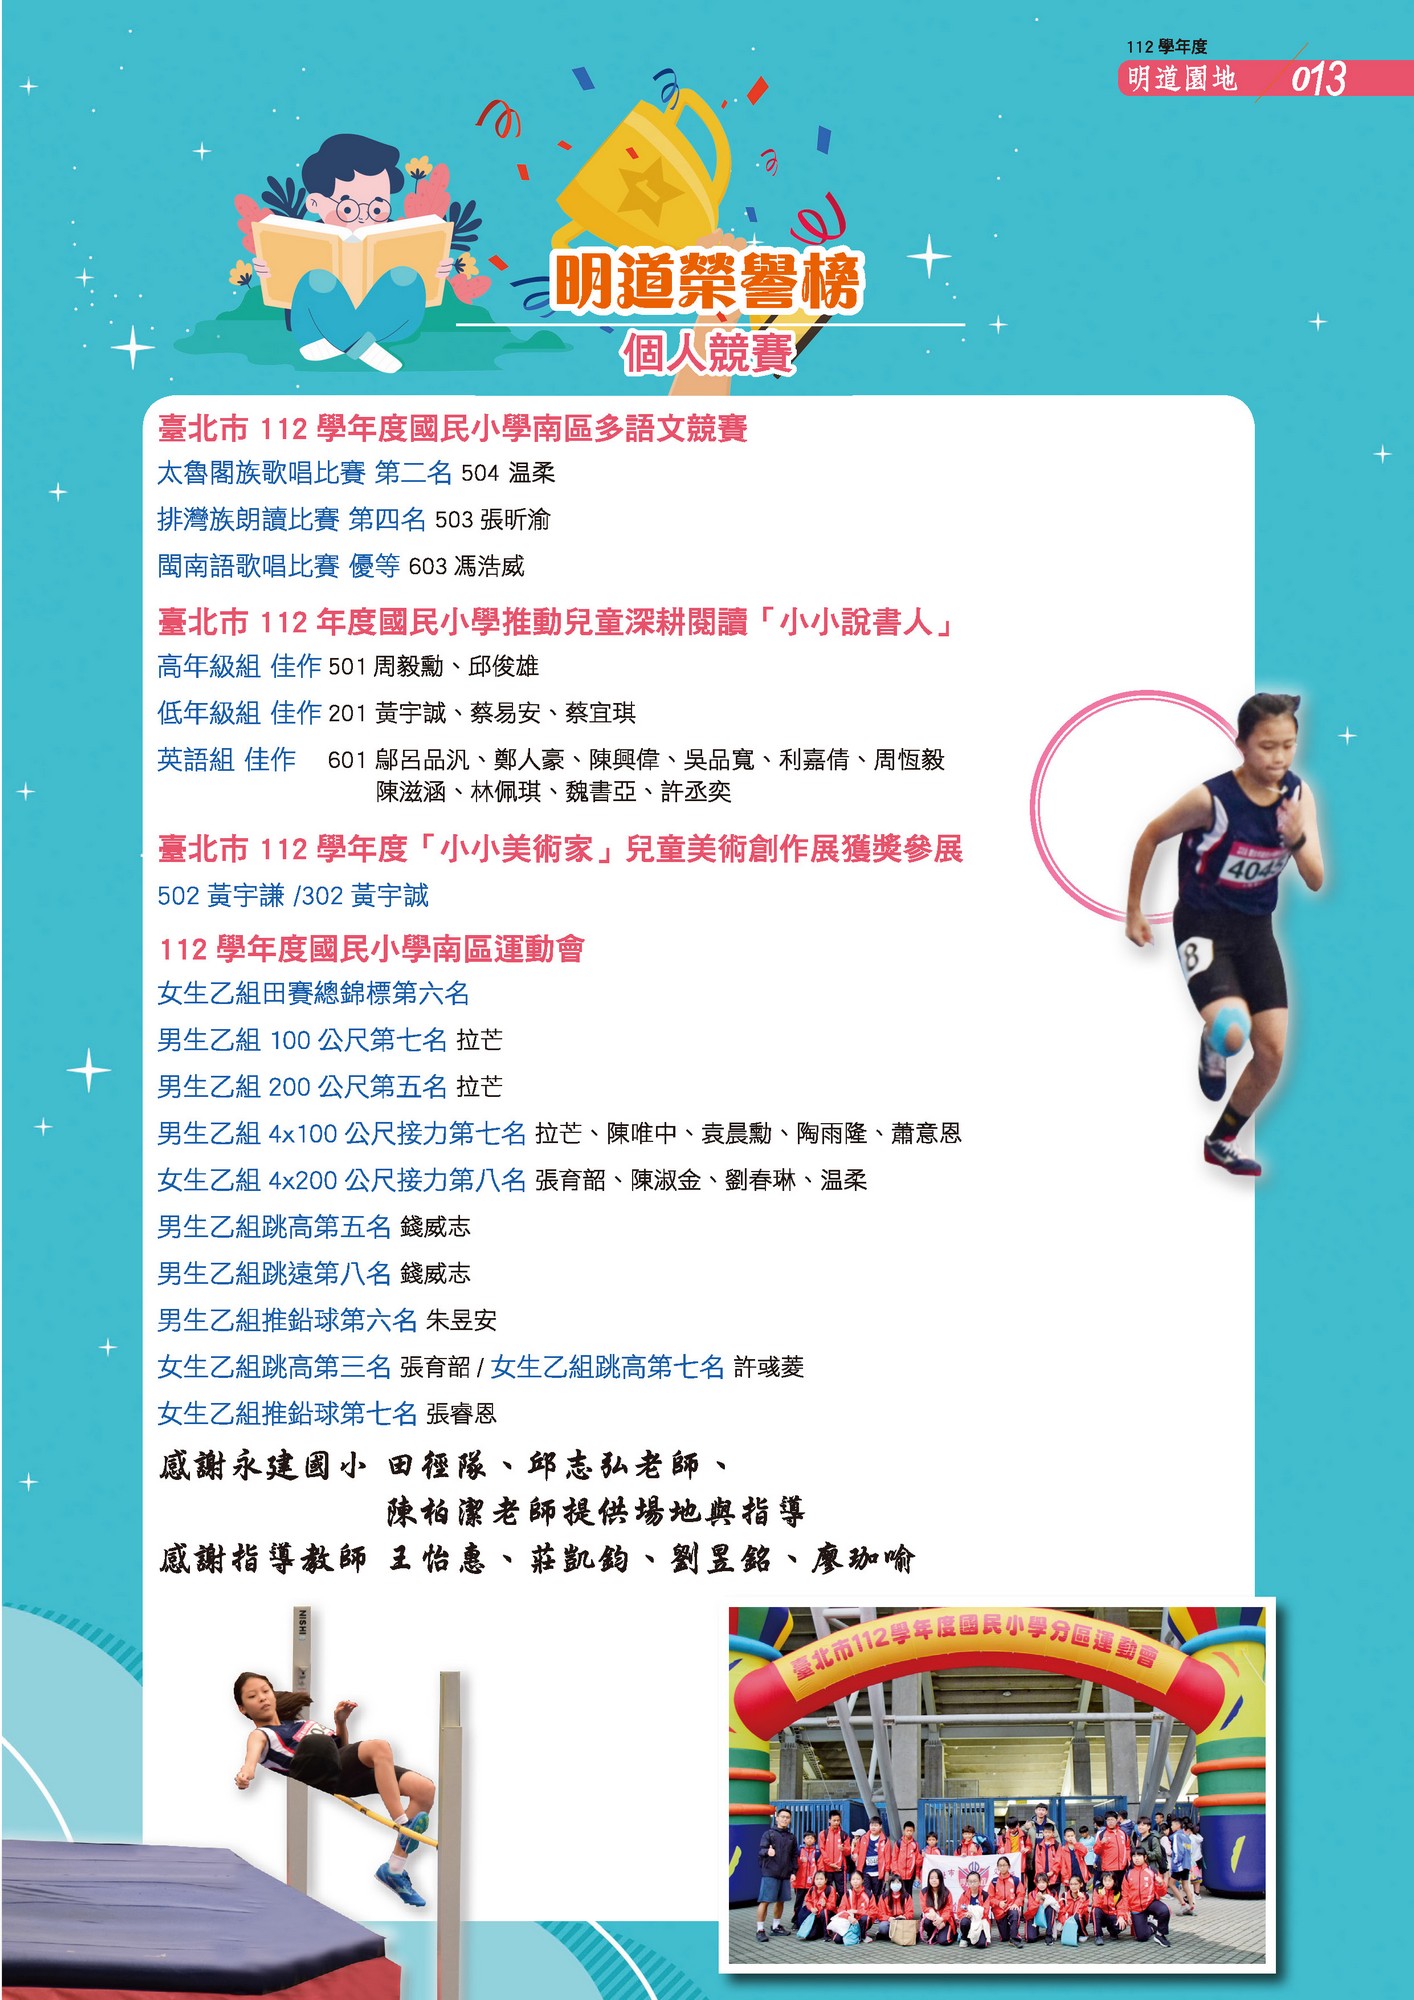 112 學年度
明道園地 013
明道榮譽榜
個人競賽
臺北市 112 學年度國民小學南區多語文競賽
太魯閣族歌唱比賽 第二名 504 温柔
排灣族朗讀比賽 第四名 503 張昕渝
閩南語歌唱比賽 優等 603 馮浩威
臺北市 112 年度國民小學推動兒童深耕閱讀「小小說書人」
高年級組 佳作 501 周毅勳、邱俊雄
低年級組 佳作 201 黃宇誠、蔡易安、蔡宜琪
英語組 佳作 601 鄔呂品汎、鄭人豪、陳興偉、吳品寬、利嘉倩、周恆毅
陳滋涵、林佩琪、魏書亞、許丞奕
臺北市 112 學年度「小小美術家」兒童美術創作展獲獎參展
502 黃宇謙 /302 黃宇誠
112 學年度國民小學南區運動會
女生乙組田賽總錦標第六名
男生乙組 100 公尺第七名 拉芒
男生乙組 200 公尺第五名 拉芒
男生乙組 4x100 公尺接力第七名 拉芒、陳唯中、袁晨勳、陶雨隆、蕭意恩
女生乙組 4x200 公尺接力第八名 張育韶、陳淑金、劉春琳、温柔
男生乙組跳高第五名 錢威志
男生乙組跳遠第八名 錢威志
男生乙組推鉛球第六名 朱昱安
女生乙組跳高第三名 張育韶 / 女生乙組跳高第七名 許彧菱
女生乙組推鉛球第七名 張睿恩
感謝永建國小 田徑隊、邱志弘老師、
陳柏潔老師提供場地與指導
感謝指導教師 王怡惠、莊凱鈞、劉昱銘、廖珈喻
4045
8
NISHI
臺北市112學年度國民小學分區運動會